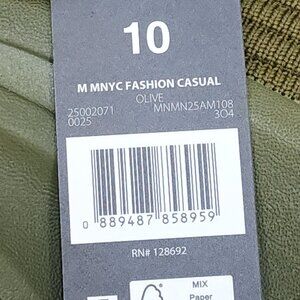 10
M MNYC FASHION CASUAL
OLIVE
25002071 MNMN25AM108
0025 304
0 889487 858959
RN# 128692
MIX
Paper